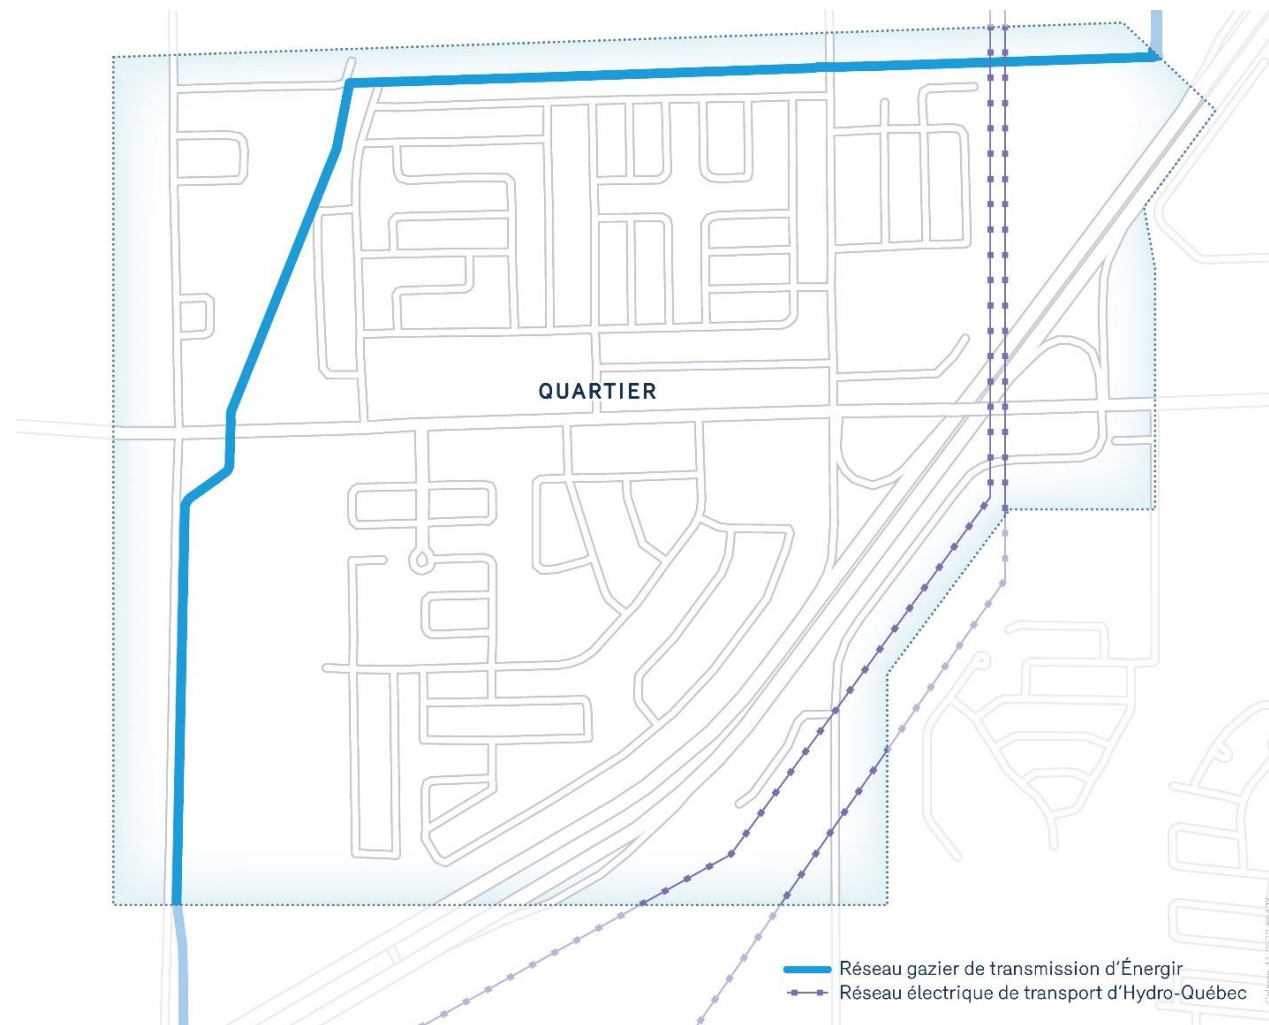 QUARTIER
Réseau gazier de transmission d'Énergir
Réseau électrique de transport d'Hydro-Québec